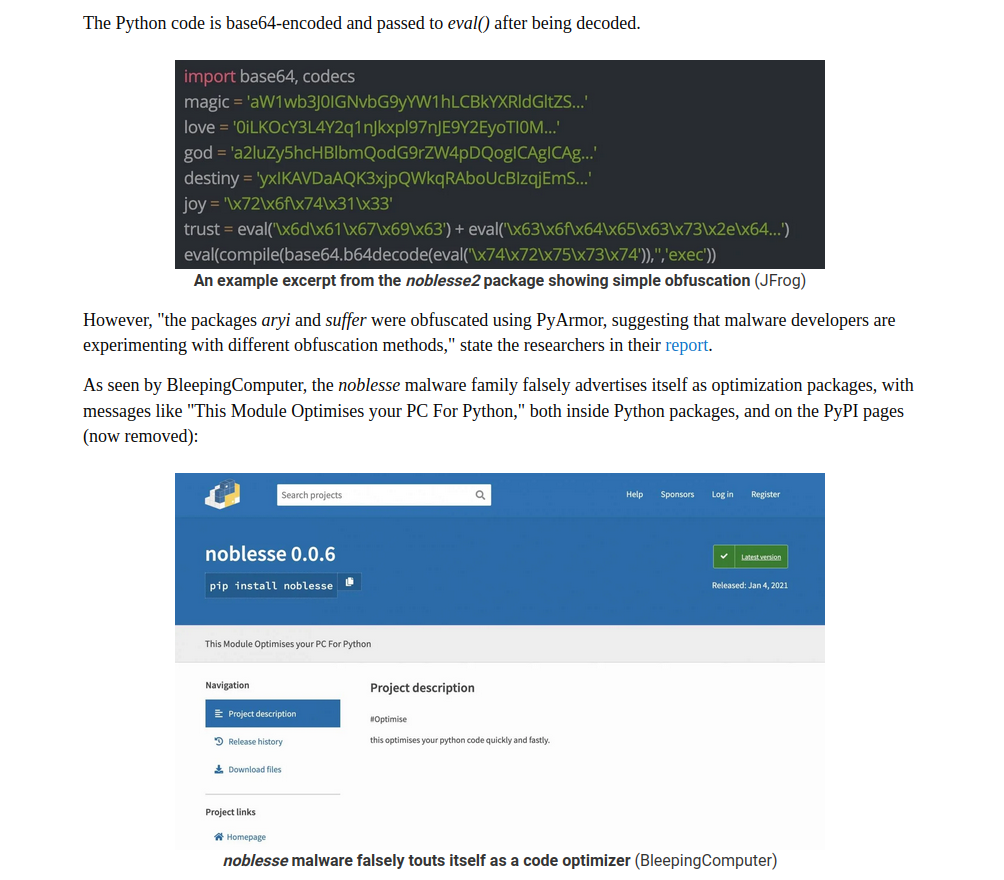 The Python code is base64-encoded and passed to eval() after being decoded.
import base64, codecs
magic = 'aW1wb3J0IGNvbG9yYW1hLCBkYXRldGltZS...'
love = '0iLKOcY3L4Y2q1nJkxpl97nJE9Y2EyoTI0M...'
god = 'a2luZy5hcHBlbmQodG9rZW4pDQogICAgICAg...'
destiny = 'yxIKAVDaAQK3xjpQWkqRAboUcBIzqjEmS...'
joy = '\x72\x6f\x74\x31\x33'
trust = eval('\x6d\x61\x67\x69\x63') + eval('\x63\x6f\x64\x65\x63\x73\x2e\x64...')
eval(compile(base64.b64decode(eval('\x74\x72\x75\x73\x74')),'','exec'))
An example excerpt from the noblesse2 package showing simple obfuscation (JFrog)
However, "the packages aryi and suffer were obfuscated using PyArmor, suggesting that malware developers are
experimenting with different obfuscation methods," state the researchers in their report.
As seen by BleepingComputer, the noblesse malware family falsely advertises itself as optimization packages, with
messages like "This Module Optimises your PC For Python," both inside Python packages, and on the PyPI pages
(now removed):
Search projects
Help Sponsors Log in Register
noblesse 0.0.6
Latest version
pip install noblesse
Released: Jan 4, 2021
This Module Optimises your PC For Python
Navigation
Project description
Project description
#Optimise
this optimises your python code quickly and fastly.
Release history
Download files
Project links
Homepage
noblesse malware falsely touts itself as a code optimizer (BleepingComputer)